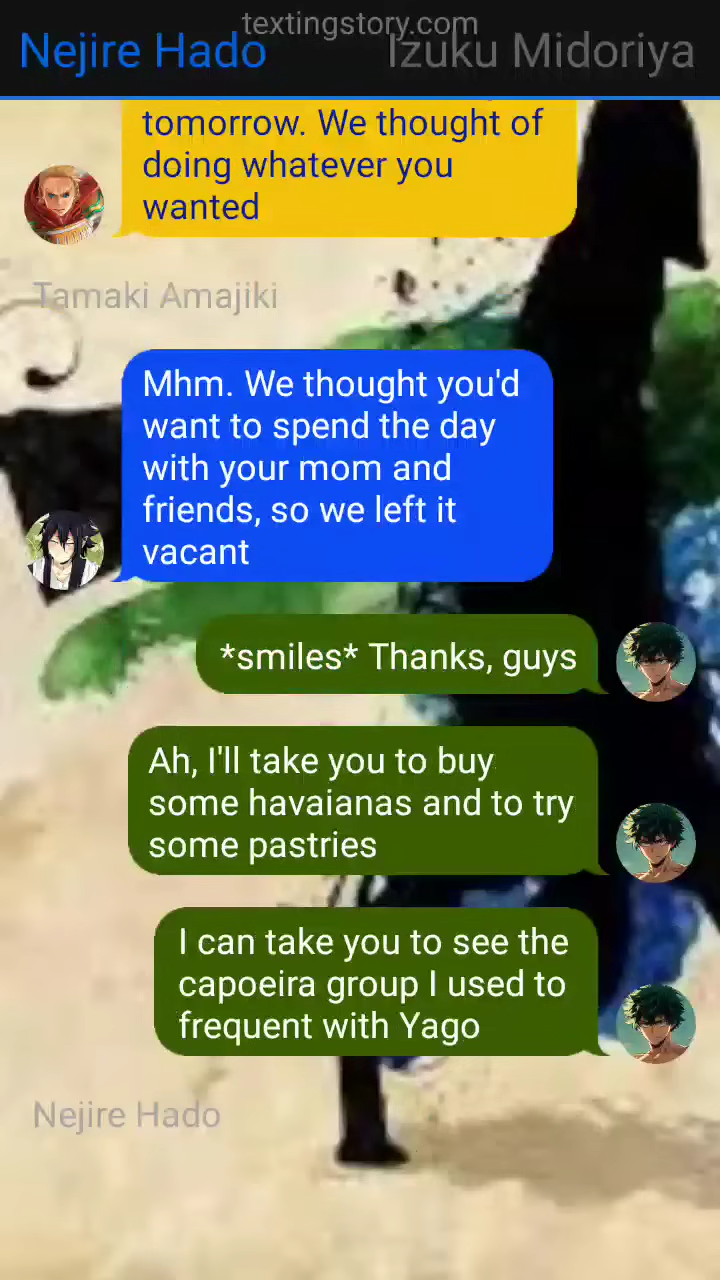 textingstory.com
Nejire Hado
Izuku Midoriya
tomorrow. We thought of
doing whatever you
wanted
Tamaki Amajiki
Mhm. We thought you'd
want to spend the day
with your mom and
friends, so we left it
vacant
*smiles* Thanks, guys
Ah, I'll take you to buy
some havaianas and to try
some pastries
I can take you to see the
capoeira group I used to
frequent with Yago
Nejire Hado